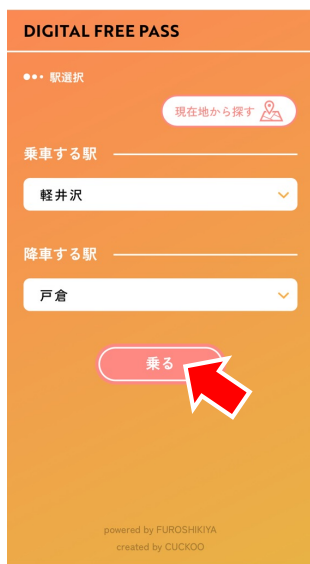 DIGITAL FREE PASS
駅選択
現在地から探す
乗車する駅
軽井沢
降車する駅
戸倉
乗る
powered by FUROSHIKIYA
created by CUCKOO